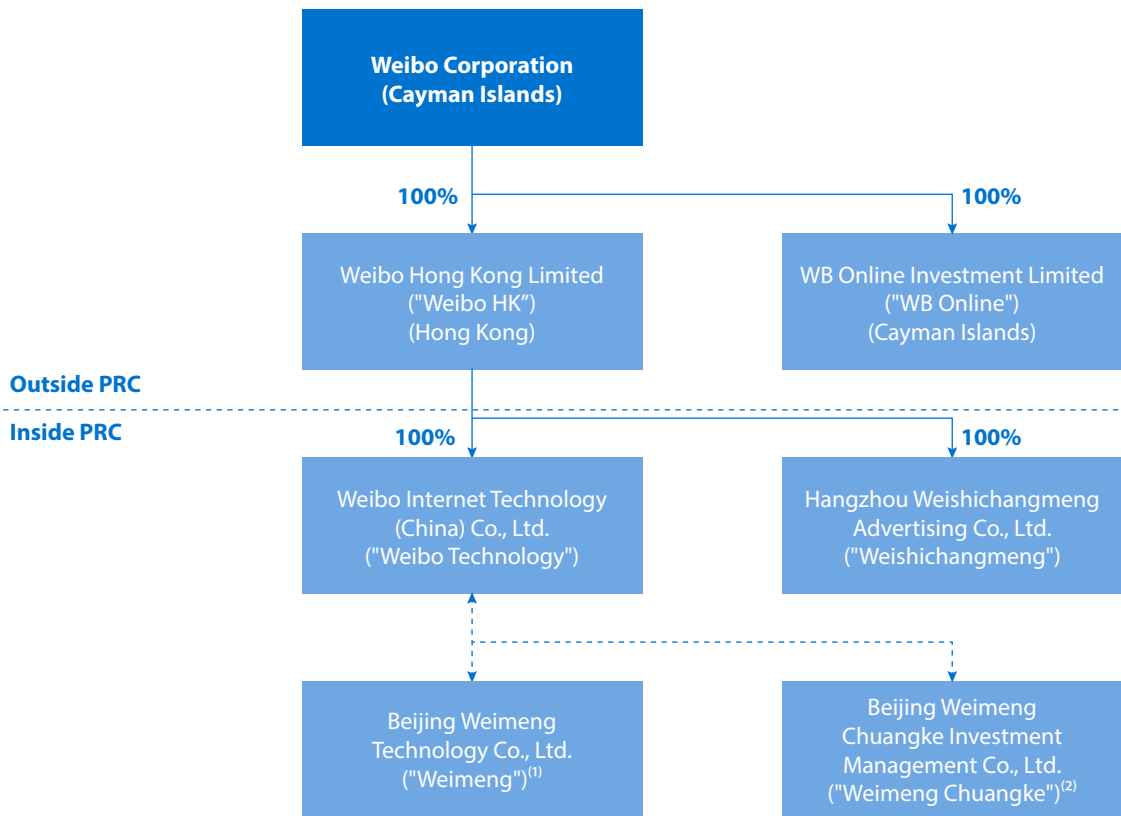 Weibo Corporation
(Cayman Islands)
100%
100%
Weibo Hong Kong Limited
("Weibo HK”)
(Hong Kong)
WB Online Investment Limited
("WB Online")
(Cayman Islands)
Outside PRC
Inside PRC
100%
100%
Weibo Internet Technology
(China) Co., Ltd.
("Weibo Technology")
Hangzhou Weishichangmeng
Advertising Co., Ltd.
("Weishichangmeng")
Beijing Weimeng
Technology Co., Ltd.
("Weimeng")(1)
Beijing Weimeng
Chuangke Investment
Management Co., Ltd.
("Weimeng Chuangke")(2)